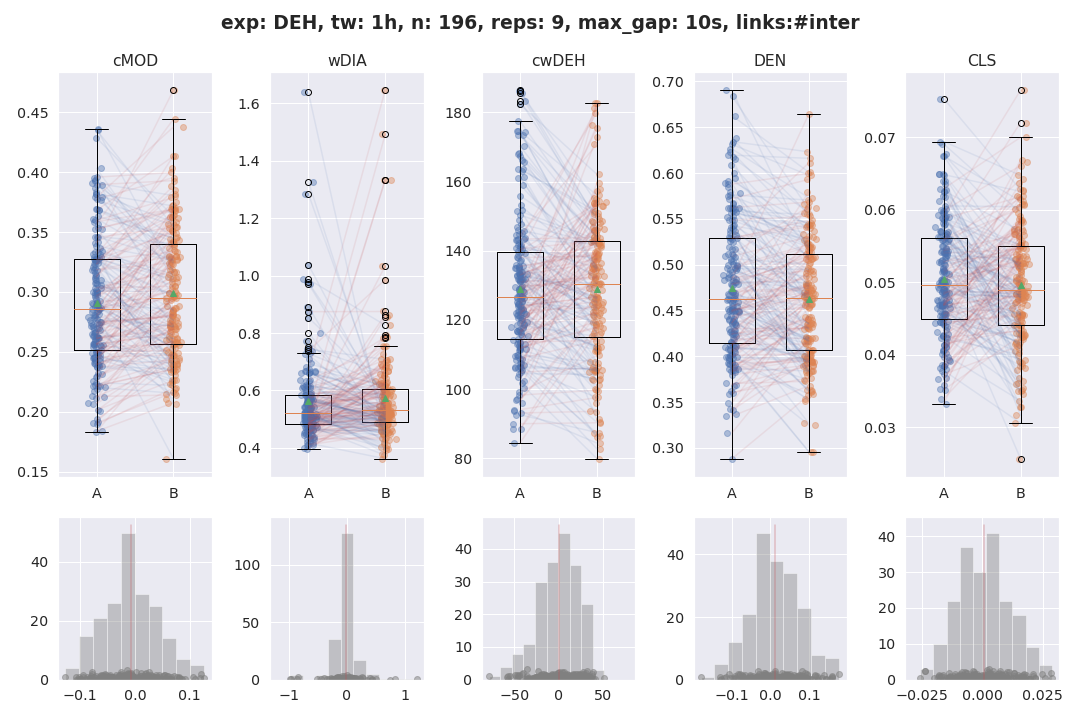 exp: DEH, tw: 1h, n: 196, reps: 9, max_gap: 10s, links:#inter
cMOD wDIA cwDEH DEN CLS
0.45 0.40 0.35 0.30 0.25 0.20 0.15
1.6 1.4 1.2 1.0 0.8 0.6 0.4
180 160 140 120 100 80
0.70 0.65 0.60 0.55 0.50 0.45 0.40 0.35 0.30
0.07 0.06 0.05 0.04 0.03
A B A B A B A B A B
40 20 0
100 50 0
40 30 20 10 0
40 20 0
40 30 20 10 0
−0.1 0.0 0.1
−1 0 1
−50 0 50
−0.1 0.0 0.1
−0.025 0.000 0.025